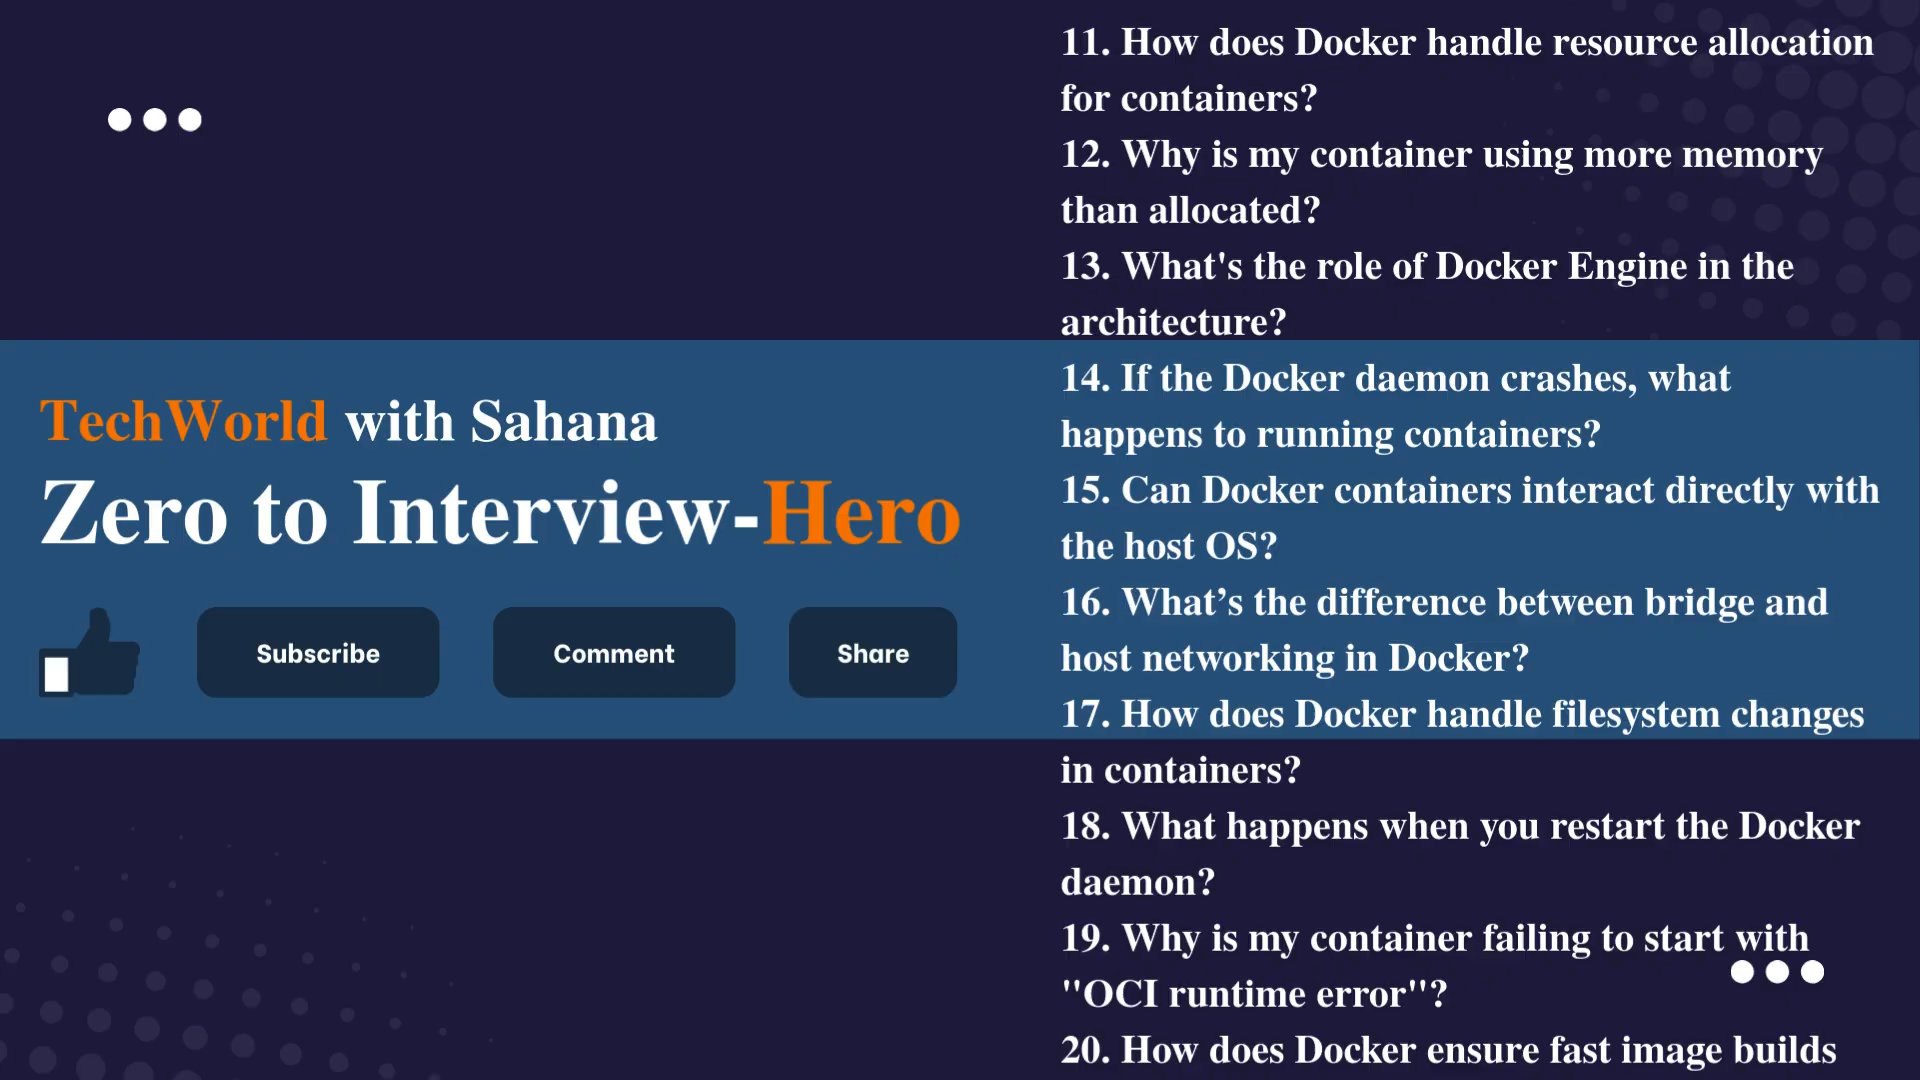 TechWorld with Sahana
Zero to Interview-Hero
Subscribe
Comment
Share
11. How does Docker handle resource allocation
for containers?
12. Why is my container using more memory
than allocated?
13. What's the role of Docker Engine in the
architecture?
14. If the Docker daemon crashes, what
happens to running containers?
15. Can Docker containers interact directly with
the host OS?
16. What’s the difference between bridge and
host networking in Docker?
17. How does Docker handle filesystem changes
in containers?
18. What happens when you restart the Docker
daemon?
19. Why is my container failing to start with
"OCI runtime error"?
20. How does Docker ensure fast image builds